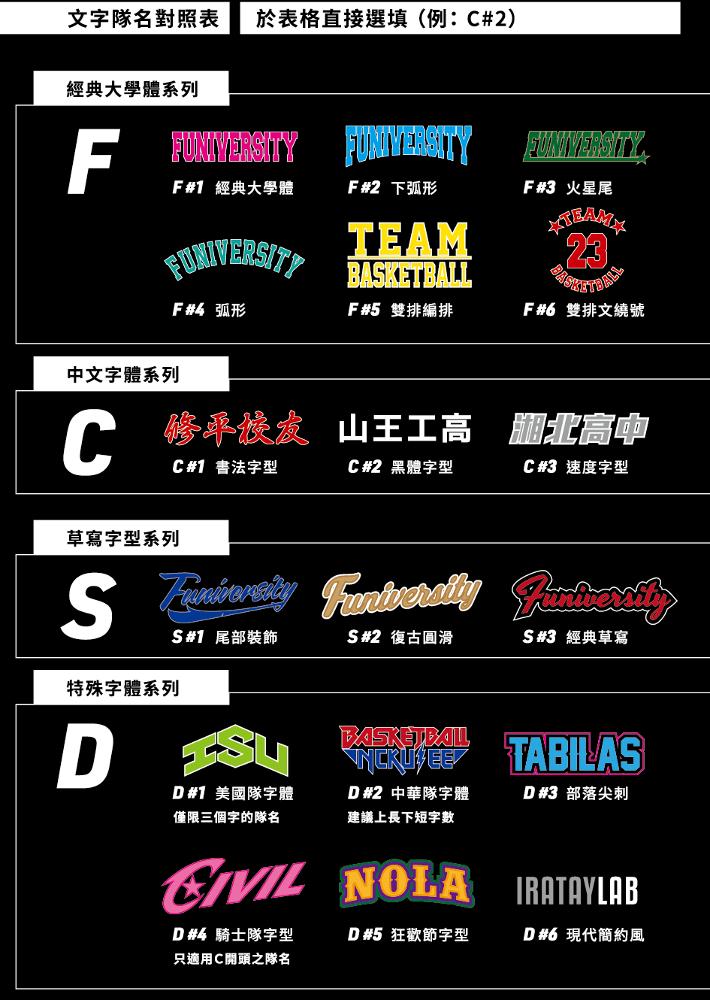 文字隊名對照表
於表格直接選填（例：C#2）
經典大學體系列
F
FUNIVERSITY
FUNIVERSITY
FUNIVERSITY
F#1 經典大學體
F#2 下弧形
F#3 火星尾
FUNIVERSITY
TEAM
BASKETBALL
TEAM
23
BASKETBALL
F#4 弧形
F#5 雙排編排
F#6 雙排文繞號
中文字體系列
C
修平校友
山王工高
湘北高中
C#1 書法字型
C#2 黑體字型
C#3 速度字型
草寫字型系列
S
Funiversity
Funiversity
Funiversity
S#1 尾部裝飾
S#2 復古圓滑
S#3 經典草寫
特殊字體系列
D
ISU
BASKETBALL
NCKU EE
TABILAS
D#1 美國隊字體
僅限三個字的隊名
D#2 中華隊字體
建議上長下短字數
D#3 部落尖刺
CIVIL
NOLA
IRATAYLAB
D#4 騎士隊字型
只適用C開頭之隊名
D#5 狂歡節字型
D#6 現代簡約風